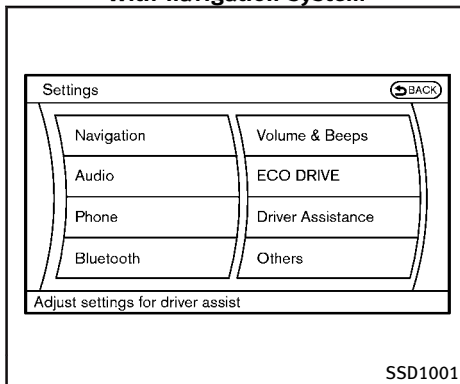 With navigation system
Settings
BACK
Navigation
Volume & Beeps
Audio
ECO DRIVE
Phone
Driver Assistance
Bluetooth
Others
Adjust settings for driver assist
SSD1001